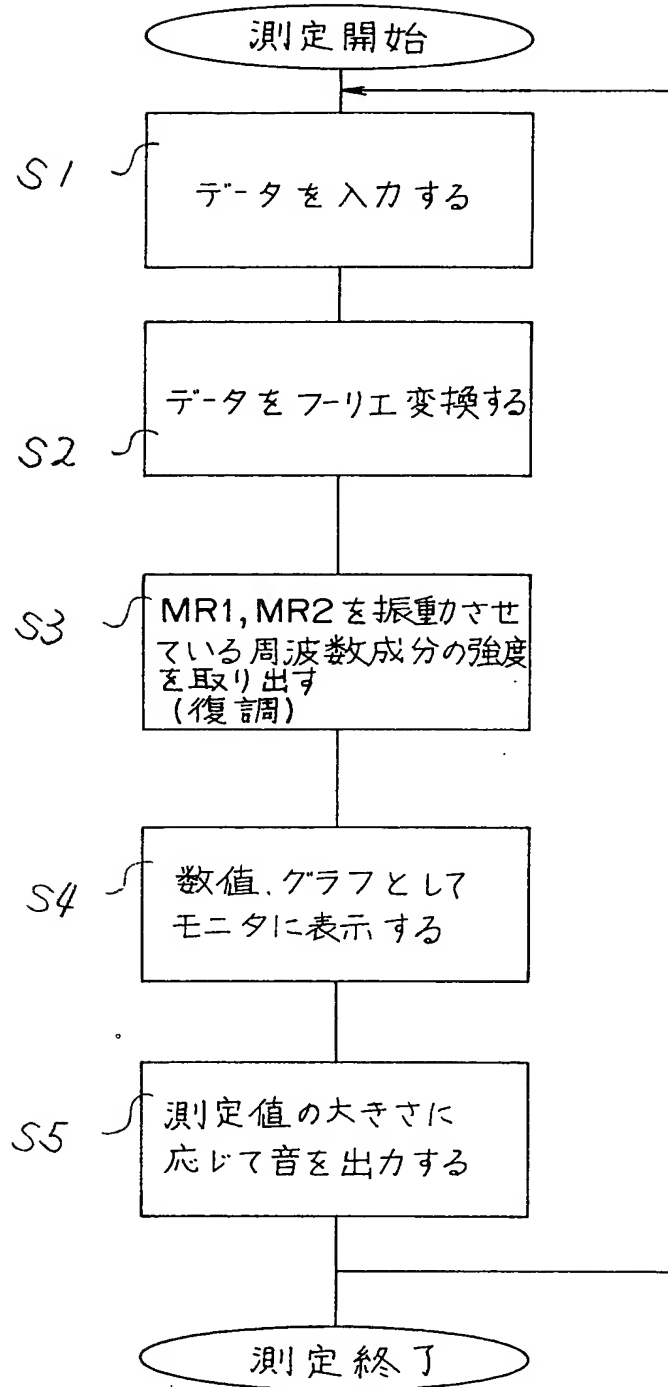 測定開始
S1
データを入力する
S2
データをフーリエ変換する
S3
MR1, MR2を振動させ
ている周波数成分の強度
を取り出す
(復調)
S4
数値、グラフとして
モニタに表示する
S5
測定値の大きさに
応じて音を出力する
測定終了